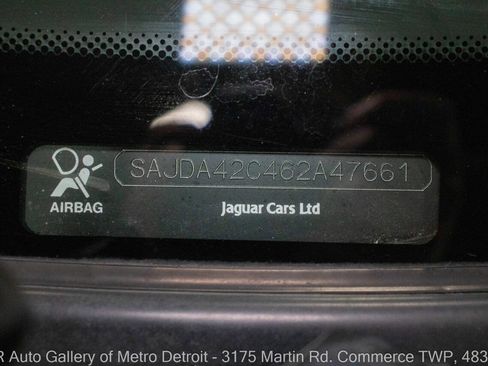 SAJDA42C462A47661
AIRBAG
Jaguar Cars Ltd
R Auto Gallery of Metro Detroit - 3175 Martin Rd. Commerce TWP, 483